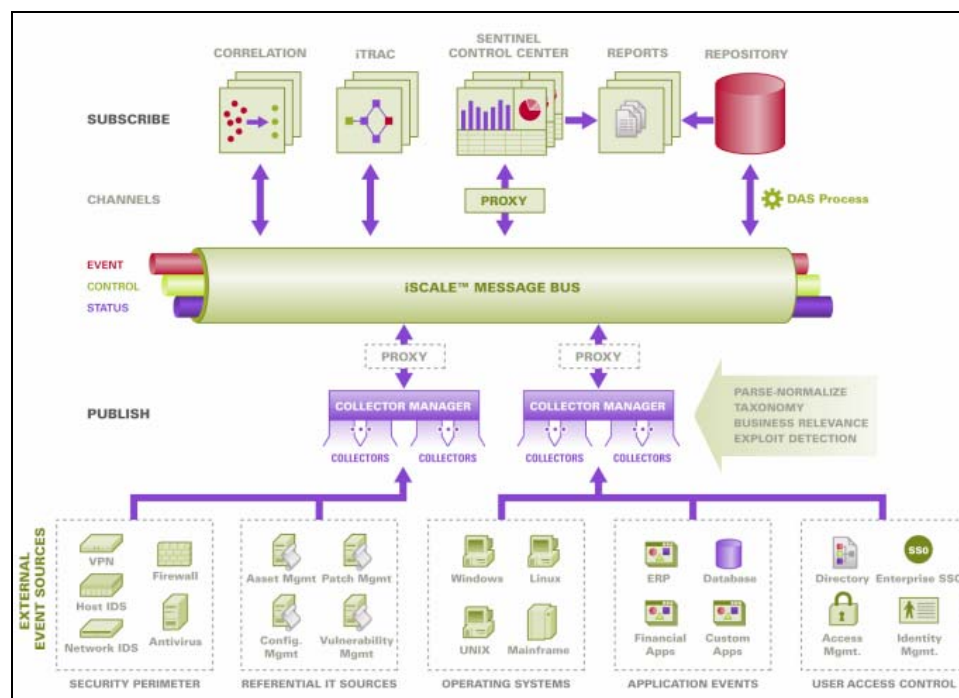 SENTINEL
CORRELATION iTRAC CONTROL CENTER REPORTS REPOSITORY
SUBSCRIBE
CHANNELS
PROXY
DAS Process
EVENT
CONTROL
STATUS
iSCALE™ MESSAGE BUS
PROXY PROXY
PUBLISH
COLLECTOR MANAGER COLLECTOR MANAGER
COLLECTORS COLLECTORS COLLECTORS COLLECTORS
PARSE-NORMALIZE
TAXONOMY
BUSINESS RELEVANCE
EXPLOIT DETECTION
EXTERNAL
EVENT SOURCES
VPN
Firewall
Host IDS
Network IDS
Antivirus
SECURITY PERIMETER
Asset Mgmt Patch Mgmt
Config.
Mgmt
Vulnerability
Mgmt
REFERENTIAL IT SOURCES
Windows Linux
UNIX Mainframe
OPERATING SYSTEMS
ERP Database
Financial
Apps
Custom
Apps
APPLICATION EVENTS
SSO
Directory Enterprise SSO
Access
Mgmt.
Identity
Mgmt.
USER ACCESS CONTROL